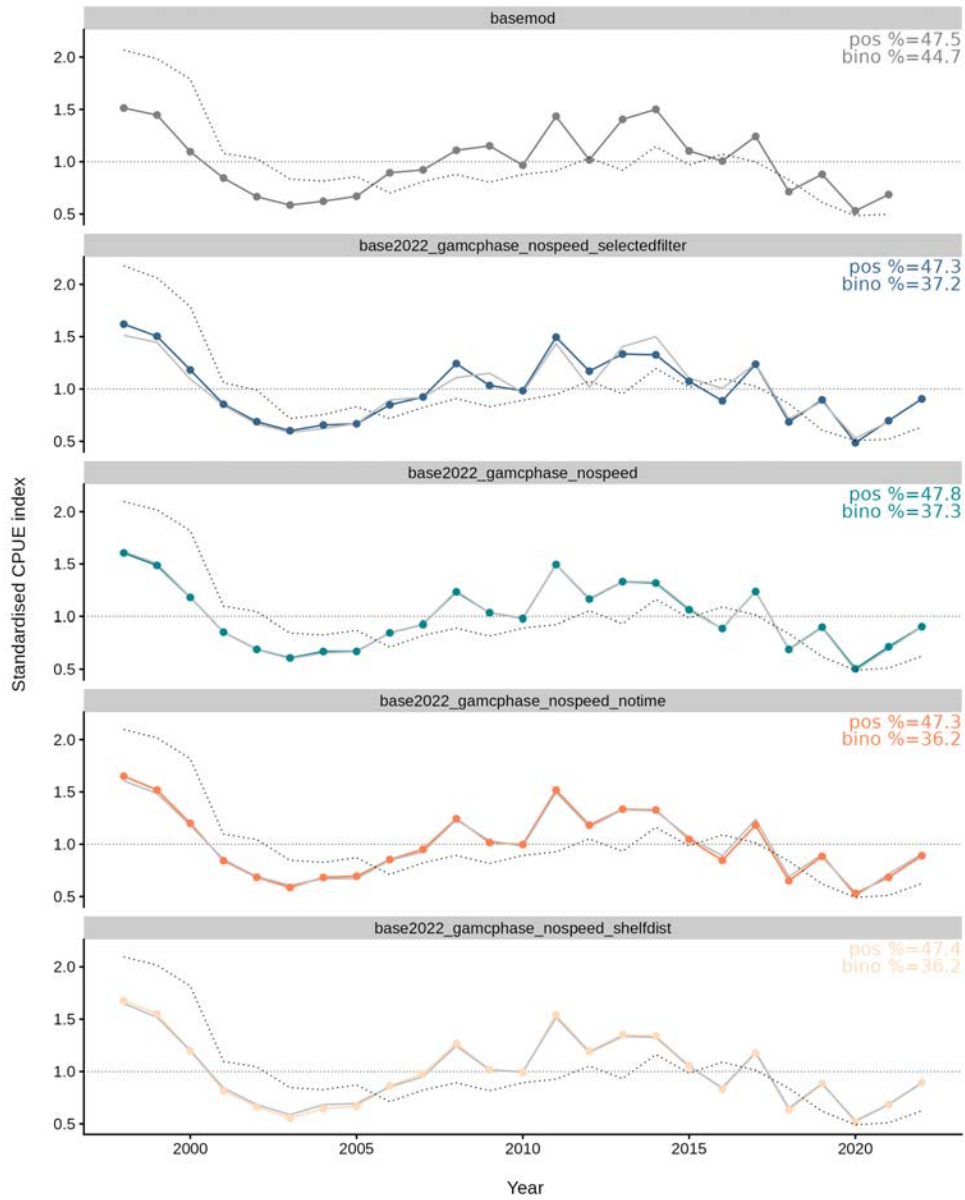 basemod
pos %=47.5
bino %=44.7
2.0
1.5
1.0
0.5
base2022_gamcphase_nospeed_selectedfilter
pos %=47.3
bino %=37.2
2.0
1.5
1.0
0.5
base2022_gamcphase_nospeed
pos %=47.8
bino %=37.3
2.0
1.5
1.0
0.5
Standardised CPUE index
base2022_gamcphase_nospeed_notime
pos %=47.3
bino %=36.2
2.0
1.5
1.0
0.5
base2022_gamcphase_nospeed_shelfdist
pos %=47.4
bino %=36.2
2.0
1.5
1.0
0.5
2000 2005 2010 2015 2020
Year